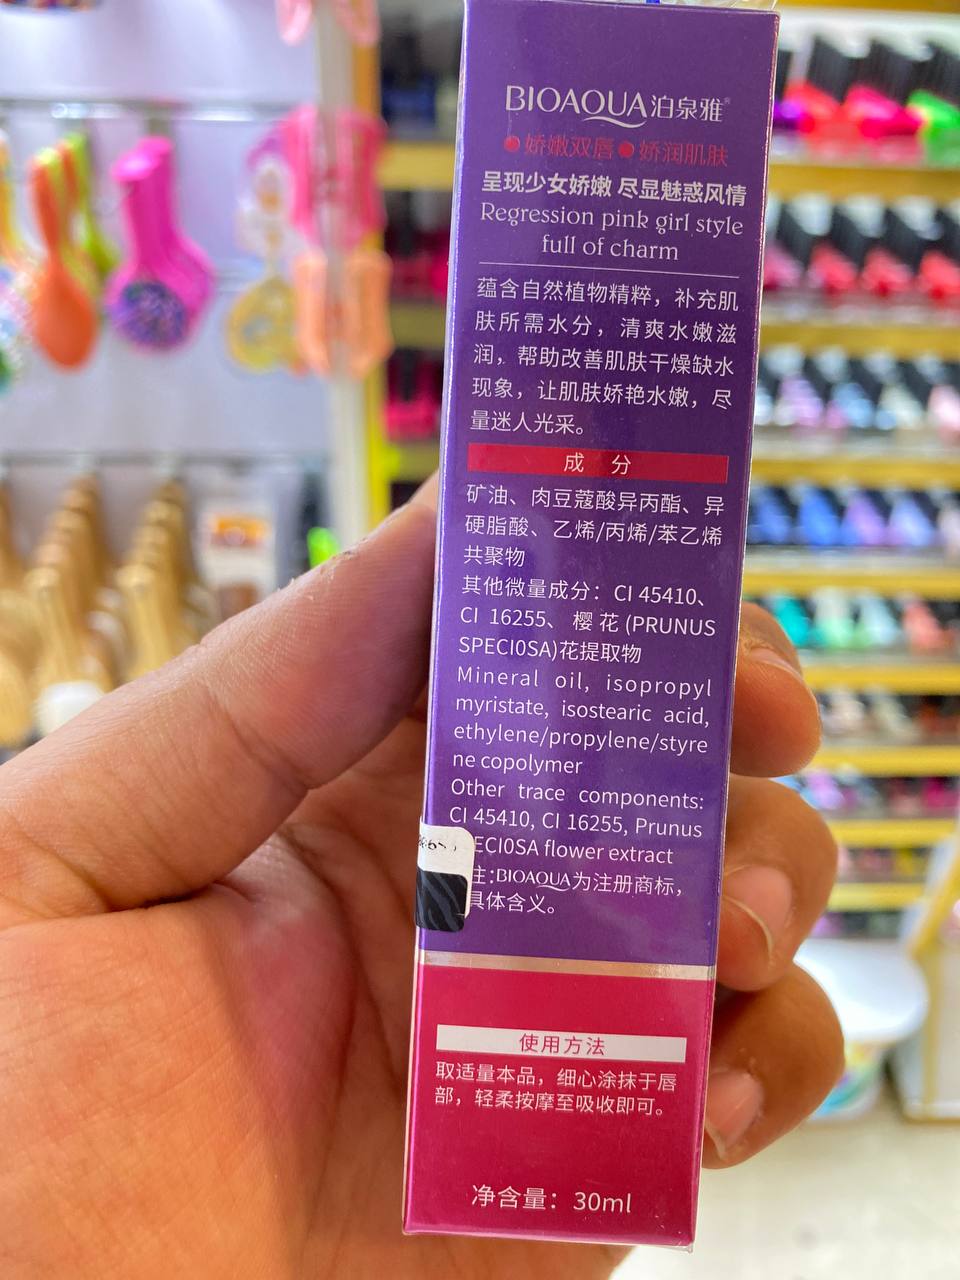 BIOAQUA泊泉雅®
●娇嫩双唇●娇润肌肤
呈现少女娇嫩 尽显魅惑风情
Regression pink girl style
full of charm
蕴含自然植物精粹，补充肌
肤所需水分，清爽水嫩滋
润，帮助改善肌肤干燥缺水
现象，让肌肤娇艳水嫩，尽
量迷人光采。
成 分
矿油、肉豆蔻酸异丙酯、异
硬脂酸、乙烯/丙烯/苯乙烯
共聚物
其他微量成分：CI 45410、
CI 16255、樱花(PRUNUS
SPECI0SA)花提取物
Mineral oil, isopropyl
myristate, isostearic acid,
ethylene/propylene/styre
ne copolymer
Other trace components:
CI 45410, CI 16255, Prunus
ECI0SA flower extract
注:BIOAQUA为注册商标，
具体含义。
使用方法
取适量本品，细心涂抹于唇
部，轻柔按摩至吸收即可。
净含量：30ml